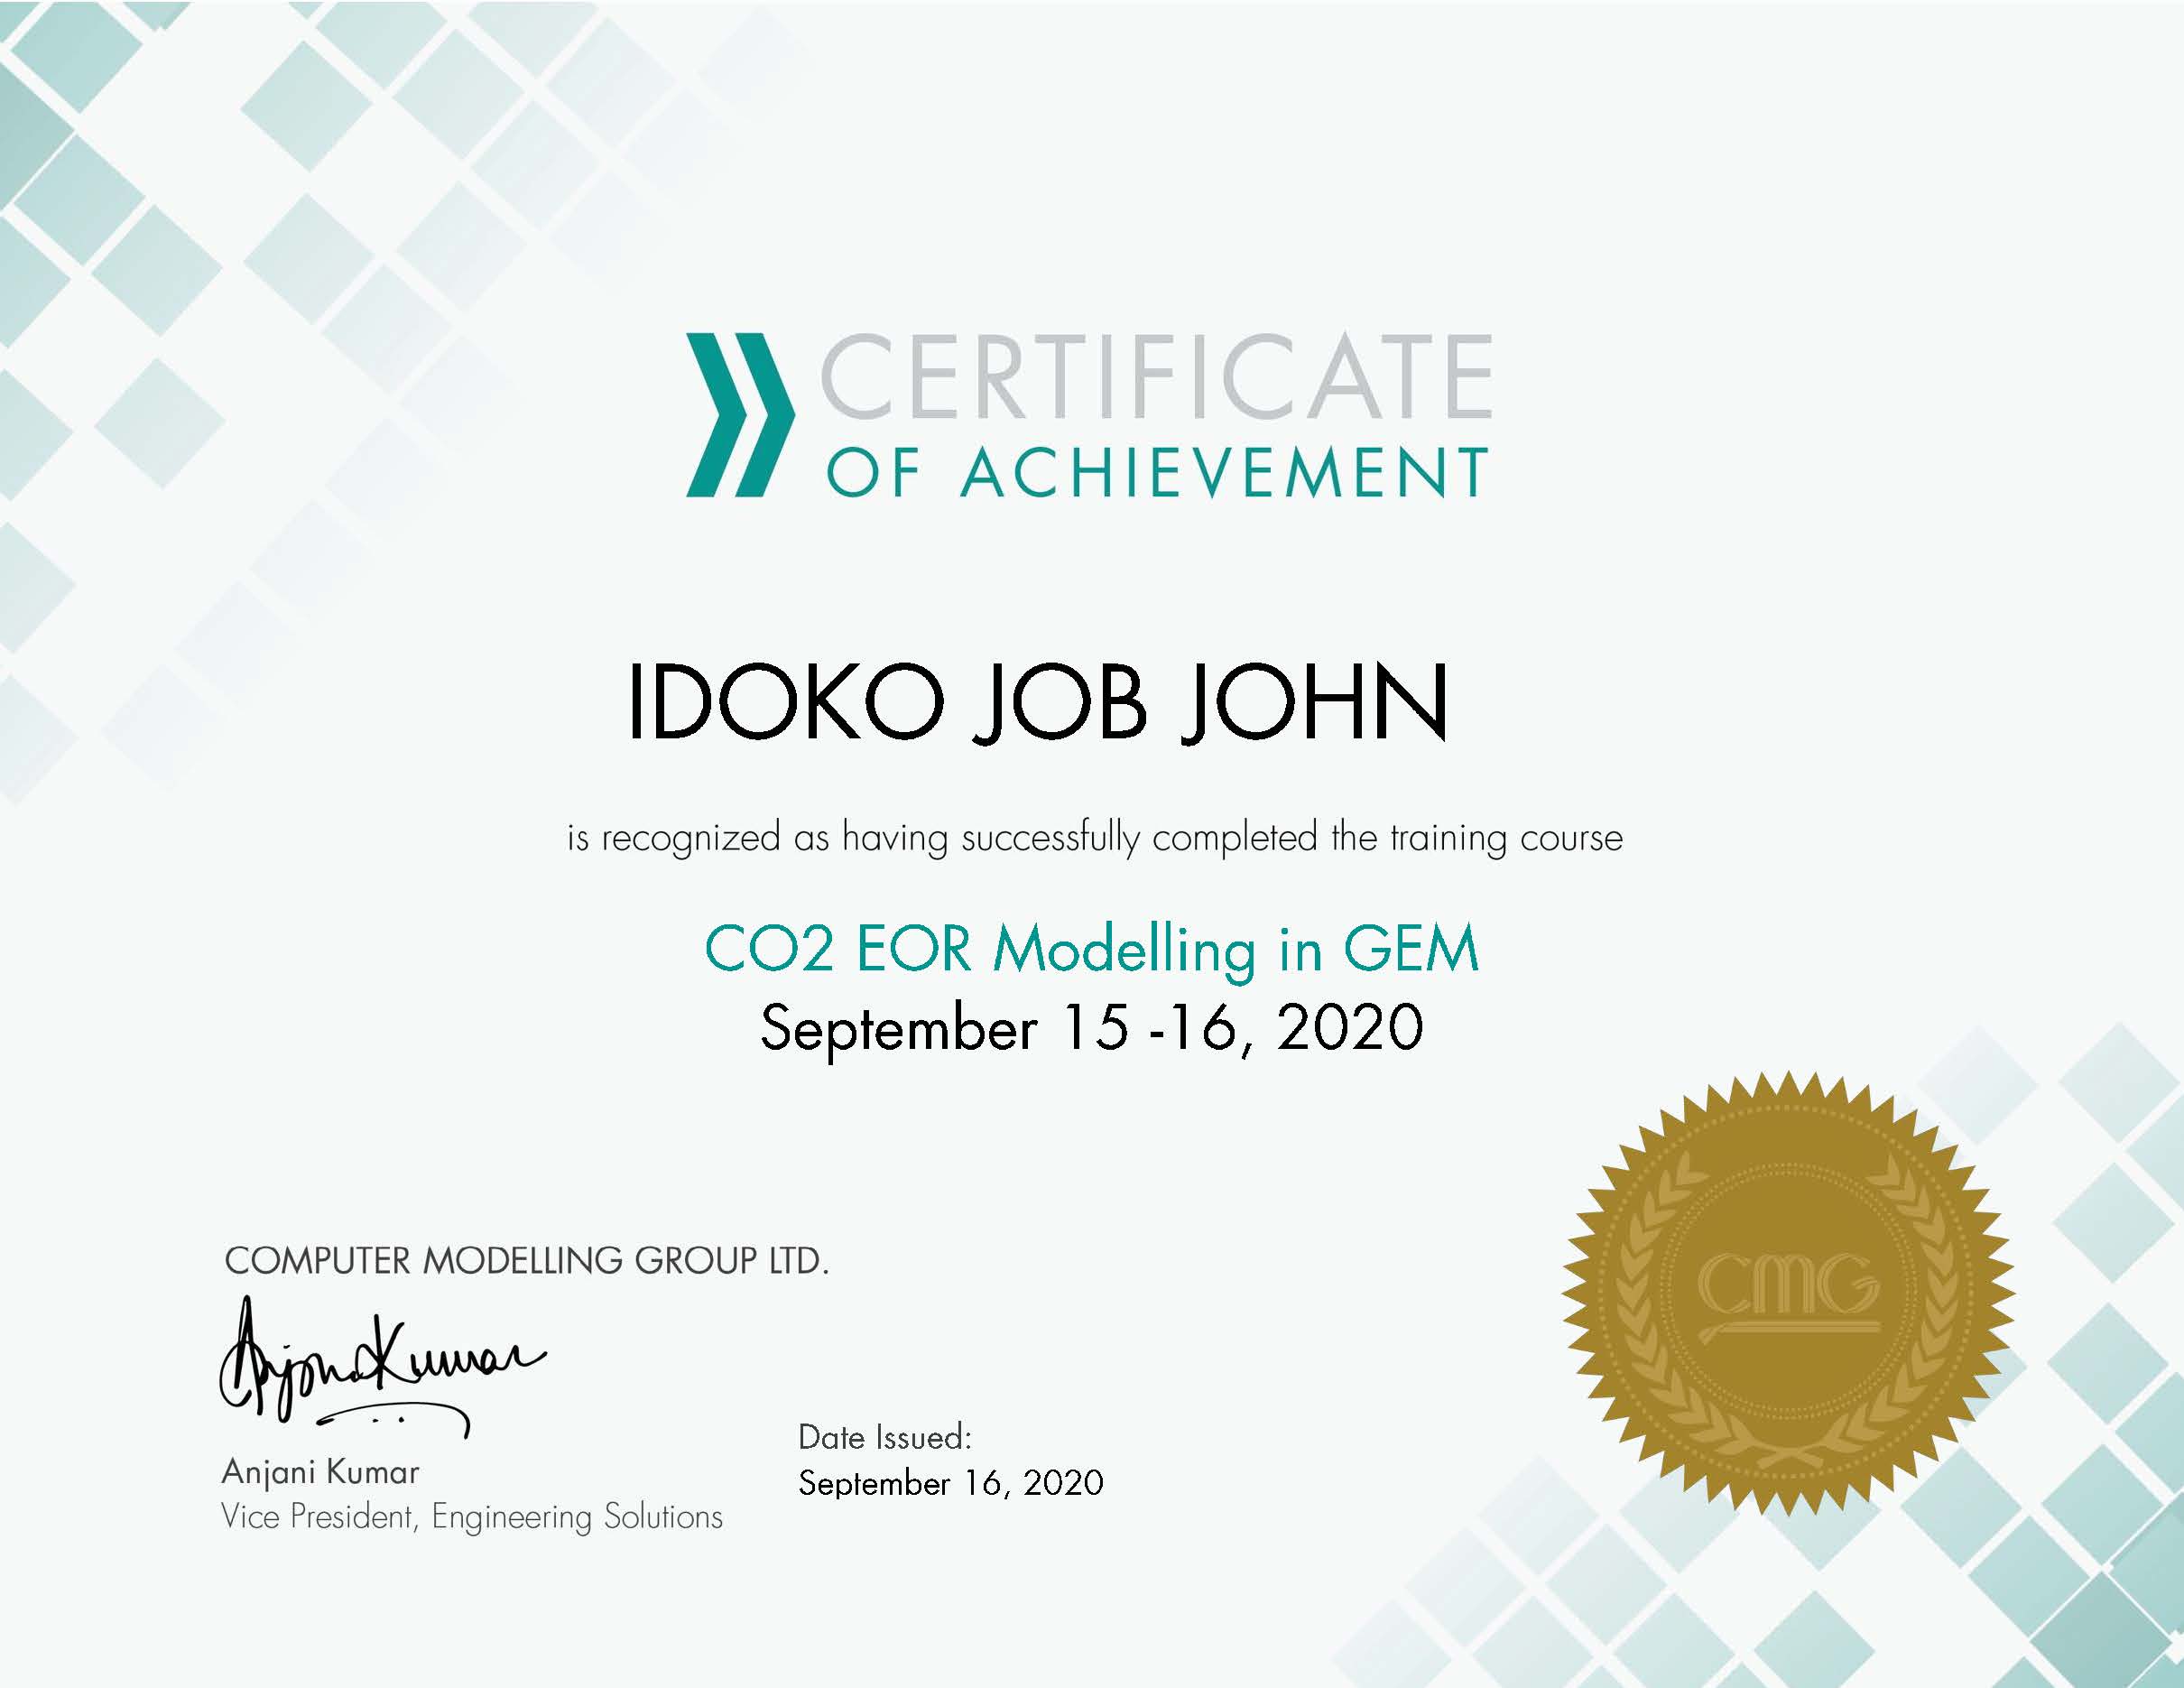 CERTIFICATE
OF ACHIEVEMENT
IDOKO JOB JOHN
is recognized as having successfully completed the training course
CO2 EOR Modelling in GEM
September 15 -16, 2020
COMPUTER MODELLING GROUP LTD.
Anjani Kumar
Anjani Kumar
Vice President, Engineering Solutions
Date Issued:
September 16, 2020
CMG